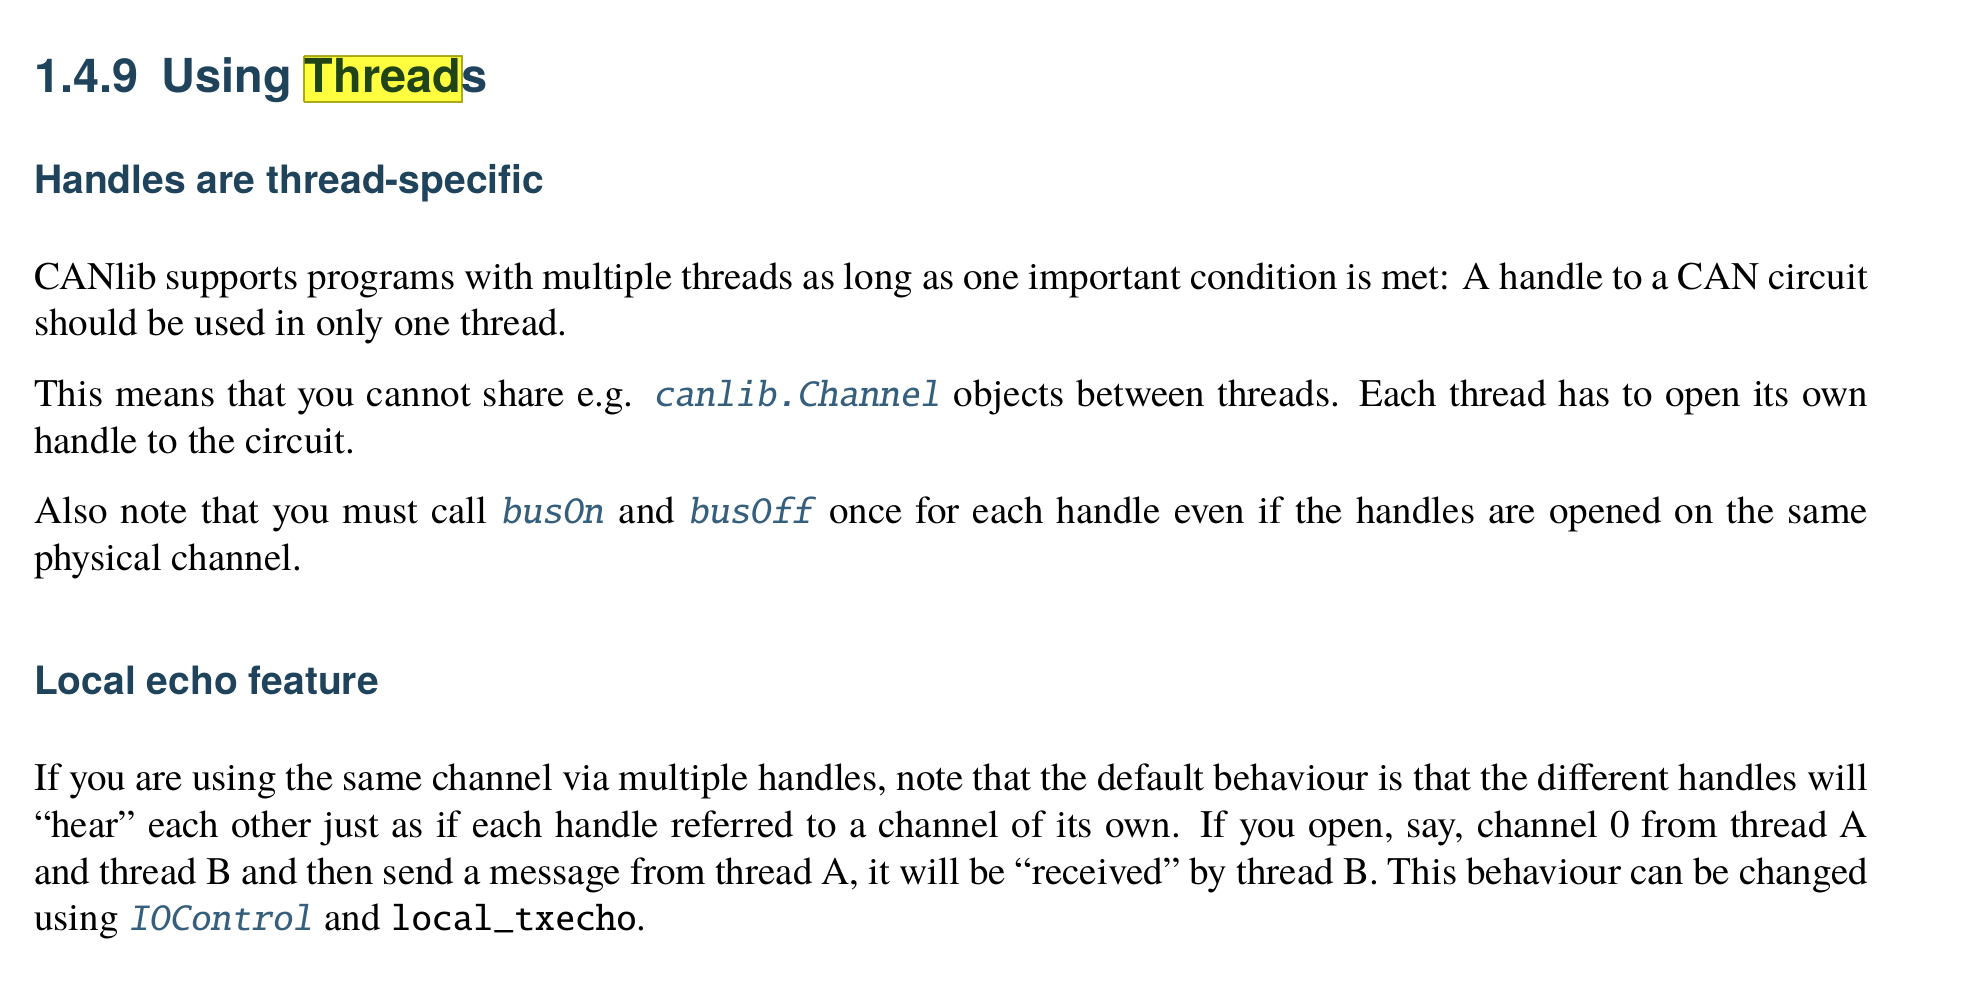 1.4.9 Using Threads
Handles are thread-specific
CANlib supports programs with multiple threads as long as one important condition is met: A handle to a CAN circuit
should be used in only one thread.
This means that you cannot share e.g. canlib.Channel objects between threads. Each thread has to open its own
handle to the circuit.
Also note that you must call busOn and busOff once for each handle even if the handles are opened on the same
physical channel.
Local echo feature
If you are using the same channel via multiple handles, note that the default behaviour is that the different handles will
“hear” each other just as if each handle referred to a channel of its own. If you open, say, channel 0 from thread A
and thread B and then send a message from thread A, it will be “received” by thread B. This behaviour can be changed
using IOControl and local_txecho.